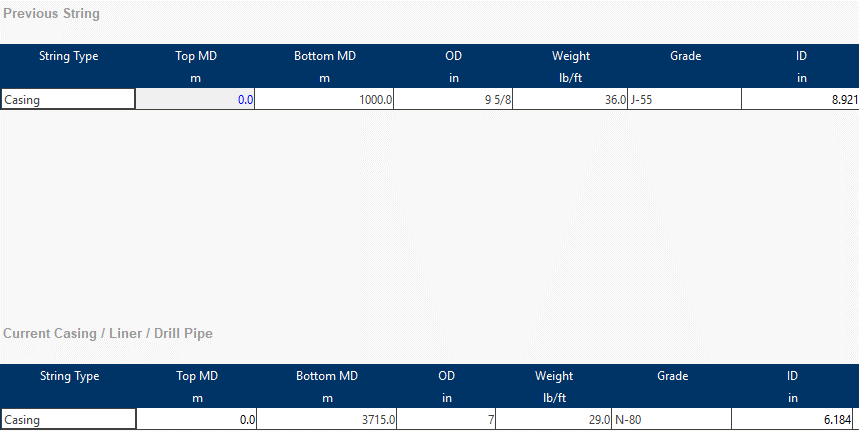 Previous String
String Type Top MD Bottom MD OD Weight Grade ID
m m in lb/ft in
Casing 0.0 1000.0 9 5/8 36.0 J-55 8.921
Current Casing / Liner / Drill Pipe
String Type Top MD Bottom MD OD Weight Grade ID
m m in lb/ft in
Casing 0.0 3715.0 7 29.0 N-80 6.184